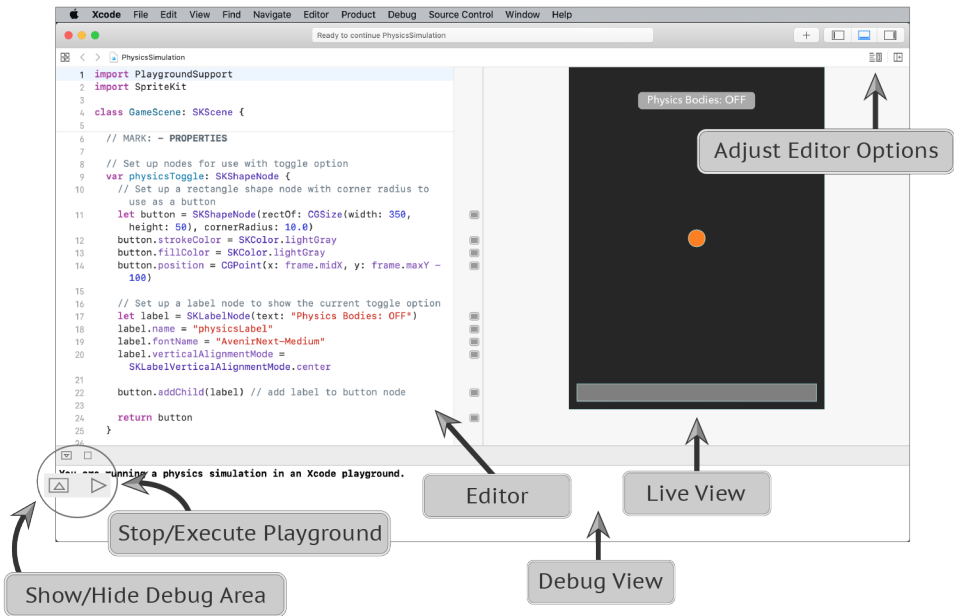 Xcode File Edit View Find Navigate Editor Product Debug Source Control Window Help
Ready to continue PhysicsSimulation
PhysicsSimulation
1 import PlaygroundSupport
2 import SpriteKit
3
4 class GameScene: SKScene {
5
6 // MARK: - PROPERTIES
7
8 // Set up nodes for use with toggle option
9 var physicsToggle: SKShapeNode {
10 // Set up a rectangle shape node with corner radius to
use as a button
11 let button = SKShapeNode(rectOf: CGSize(width: 350,
height: 50), cornerRadius: 10.0)
12 button.strokeColor = SKColor.lightGray
13 button.fillColor = SKColor.lightGray
14 button.position = CGPoint(x: frame.midX, y: frame.maxY -
100)
15
16 // Set up a label node to show the current toggle option
17 let label = SKLabelNode(text: "Physics Bodies: OFF")
18 label.name = "physicsLabel"
19 label.fontName = "AvenirNext-Medium"
20 label.verticalAlignmentMode =
SKLabelVerticalAlignmentMode.center
21
22 button.addChild(label) // add label to button node
23
24 return button
25 }
26
Physics Bodies: OFF
Adjust Editor Options
You are running a physics simulation in an Xcode playground.
Editor
Live View
Stop/Execute Playground
Debug View
Show/Hide Debug Area